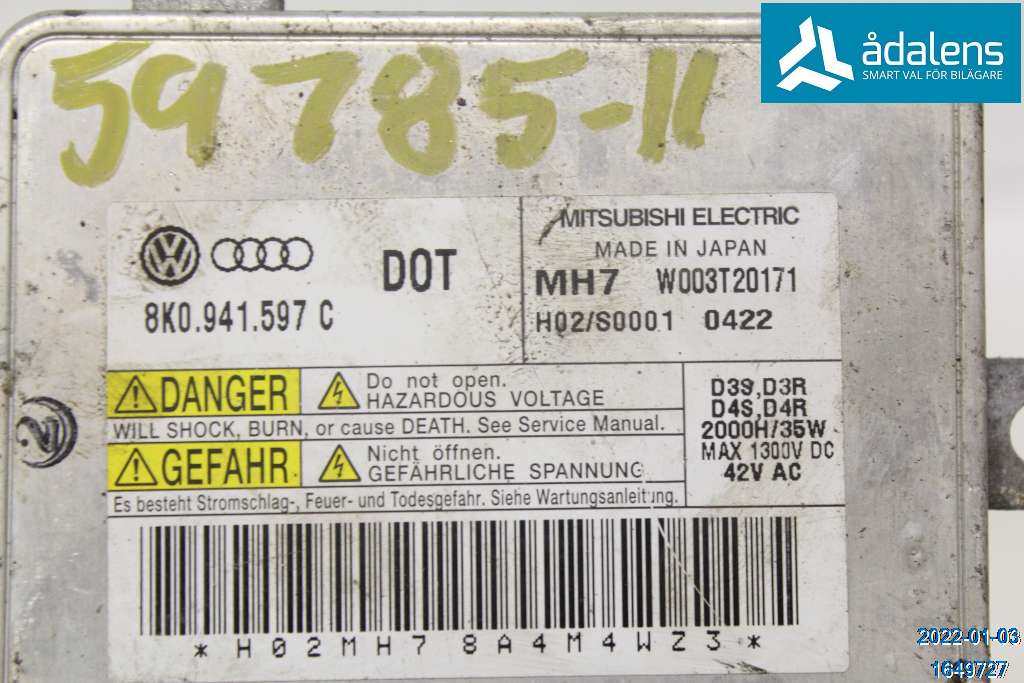 ådalens
SMART VAL FÖR BILÄGARE
59785-11
MITSUBISHI ELECTRIC
MADE IN JAPAN
DOT
MH7 W003T20171
8K0.941.597 C
H02/S0001 0422
DANGER
Do not open.
HAZARDOUS VOLTAGE
WILL SHOCK, BURN, or cause DEATH. See Service Manual.
GEFAHR
Nicht öffnen.
GEFÄHRLICHE SPANNUNG
Es besteht Stromschlag-, Feuer- und Todesgefahr. Siehe Wartungsanleitung.
D3S,D3R
D4S,D4R
2000H/35W
MAX 1300V DC
42V AC
*H02MH78A4M4WZ3*
2022-01-03
1649727